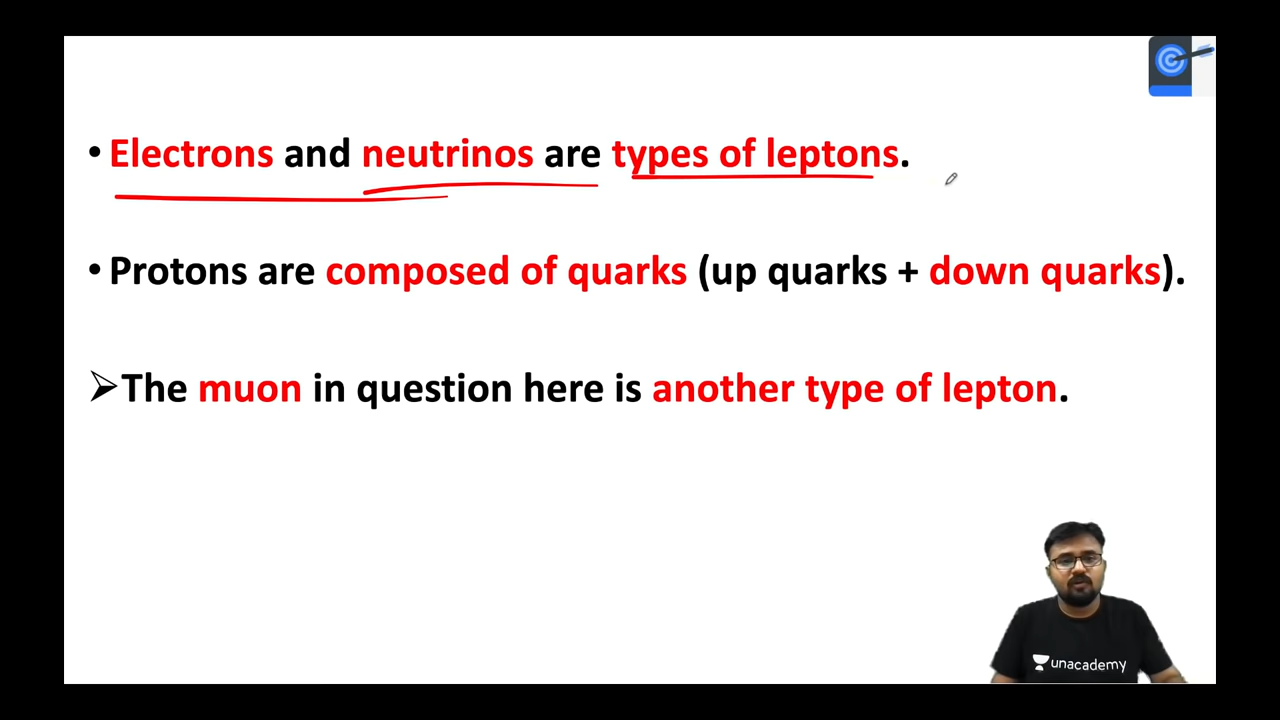 • Electrons and neutrinos are types of leptons.
• Protons are composed of quarks (up quarks + down quarks).
➢The muon in question here is another type of lepton.
unacademy